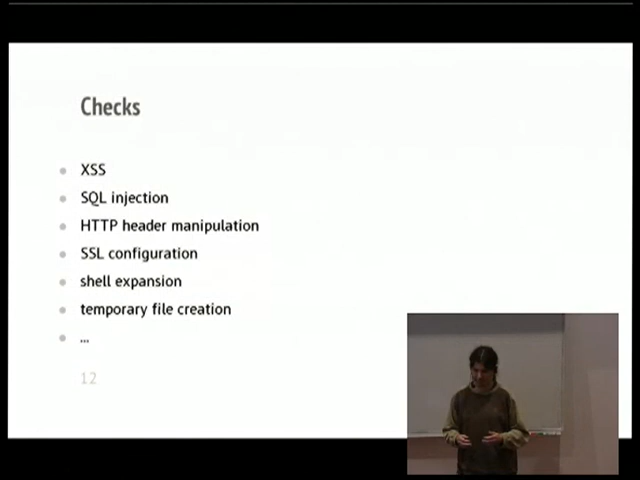 Checks
XSS
SQL injection
HTTP header manipulation
SSL configuration
shell expansion
temporary file creation
...
12